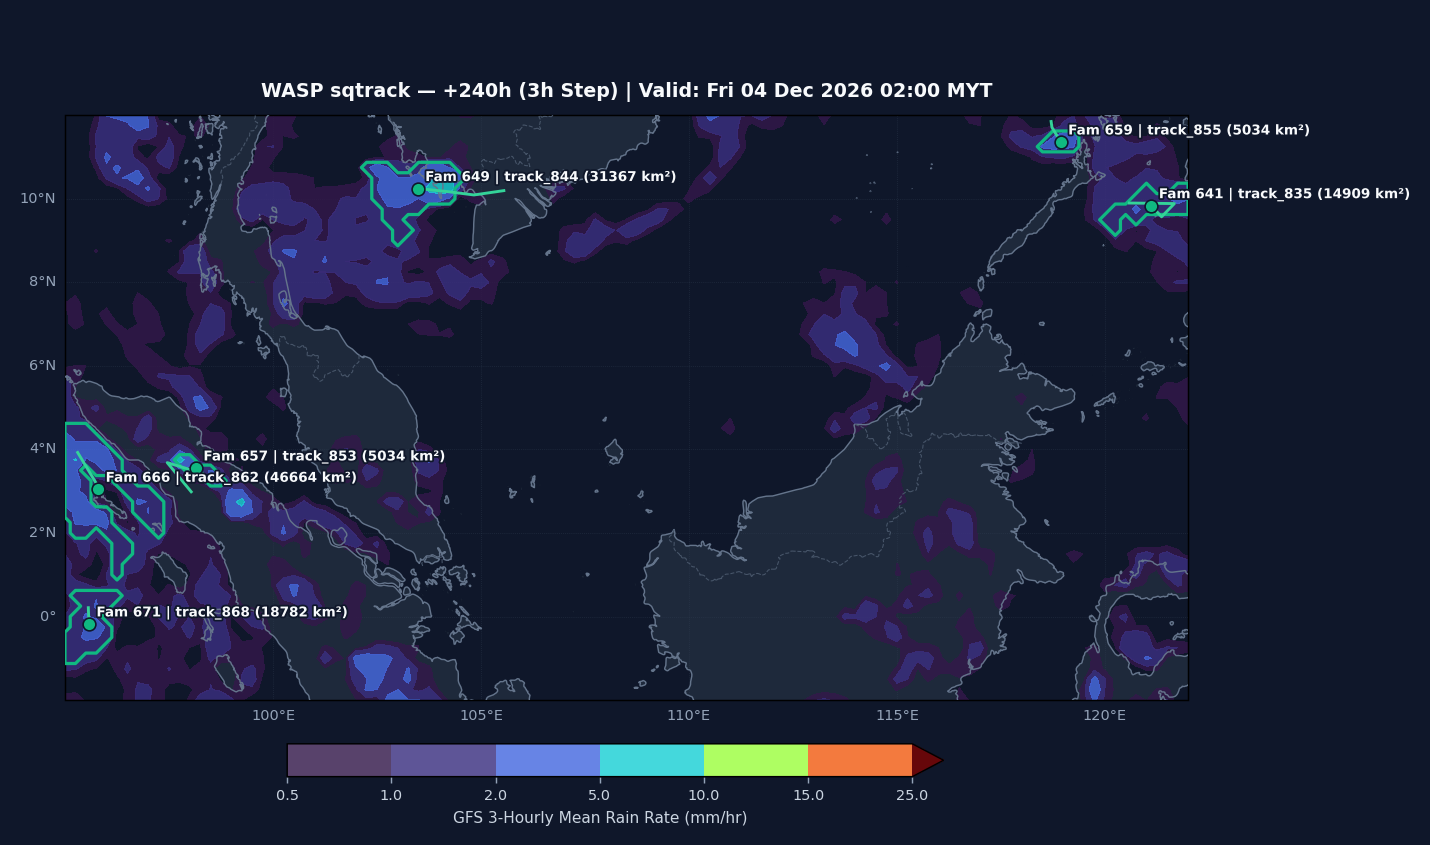 WASP sqtrack — +240h (3h Step) | Valid: Fri 04 Dec 2026 02:00 MYT
Fam 659 | track_855 (5034 km²)
Fam 649 | track_844 (31367 km²)
Fam 641 | track_835 (14909 km²)
10°N
8°N
6°N
4°N
Fam 657 | track_853 (5034 km²)
Fam 666 | track_862 (46664 km²)
2°N
Fam 671 | track_868 (18782 km²)
0°
100°E 105°E 110°E 115°E 120°E
0.5 1.0 2.0 5.0 10.0 15.0 25.0
GFS 3-Hourly Mean Rain Rate (mm/hr)